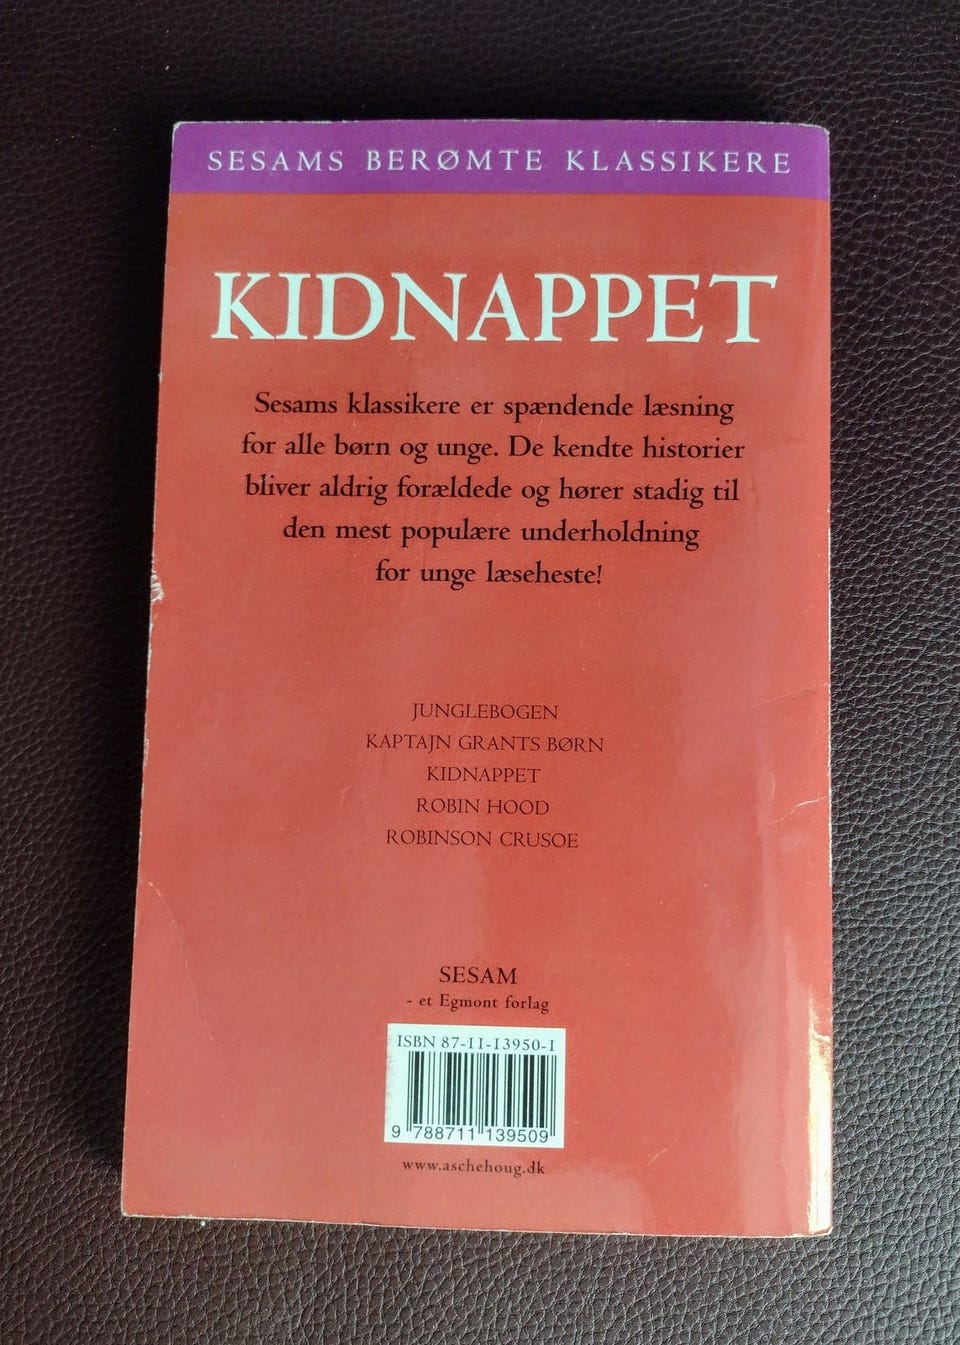 SESAMS BERØMTE KLASSIKERE
KIDNAPPET
Sesams klassikere er spændende læsning
for alle børn og unge. De kendte historier
bliver aldrig forældede og hører stadig til
den mest populære underholdning
for unge læseheste!
JUNGLEBOGEN
KAPTAJN GRANTS BØRN
KIDNAPPET
ROBIN HOOD
ROBINSON CRUSOE
SESAM
- et Egmont forlag
ISBN 87-11-13950-1
9 788711 139509
www.aschehoug.dk